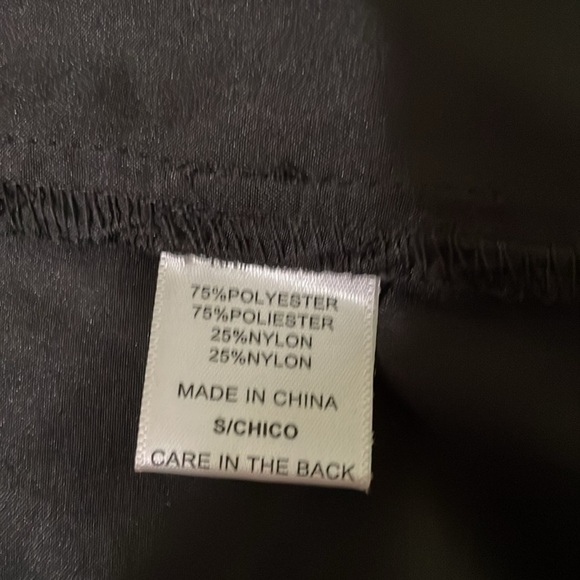 75%POLYESTER
75%POLIESTER
25%NYLON
25%NYLON
MADE IN CHINA
S/CHICO
CARE IN THE BACK